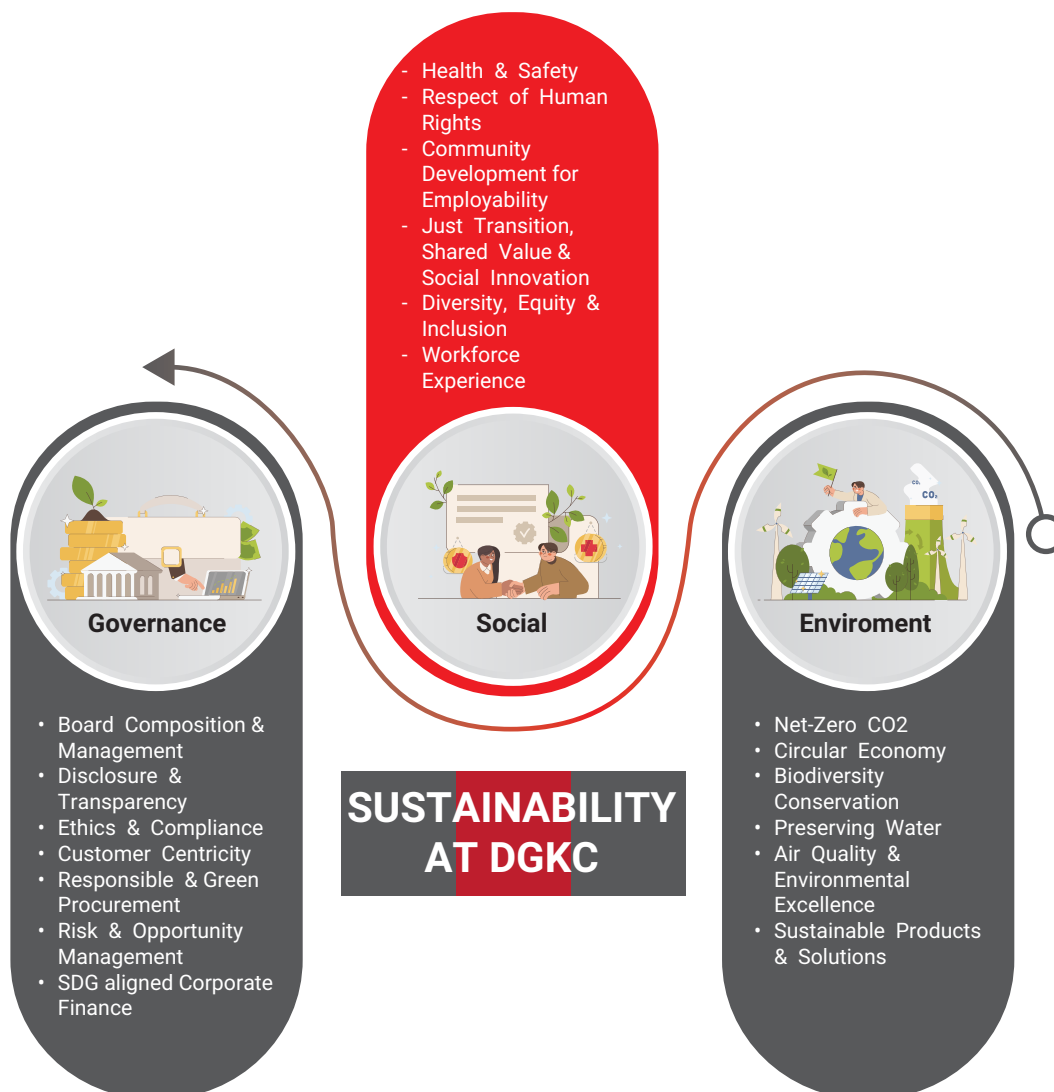 - Health & Safety
- Respect of Human
Rights
- Community
Development for
Employability
- Just Transition,
Shared Value &
Social Innovation
- Diversity, Equity &
Inclusion
- Workforce
Experience
Governance
• Board Composition &
Management
• Disclosure &
Transparency
• Ethics & Compliance
• Customer Centricity
• Responsible & Green
Procurement
• Risk & Opportunity
Management
• SDG aligned Corporate
Finance
Social
SUSTAINABILITY
AT DGKC
CO₂
CO₂
Enviroment
• Net-Zero CO2
• Circular Economy
• Biodiversity
Conservation
• Preserving Water
• Air Quality &
Environmental
Excellence
• Sustainable Products
& Solutions